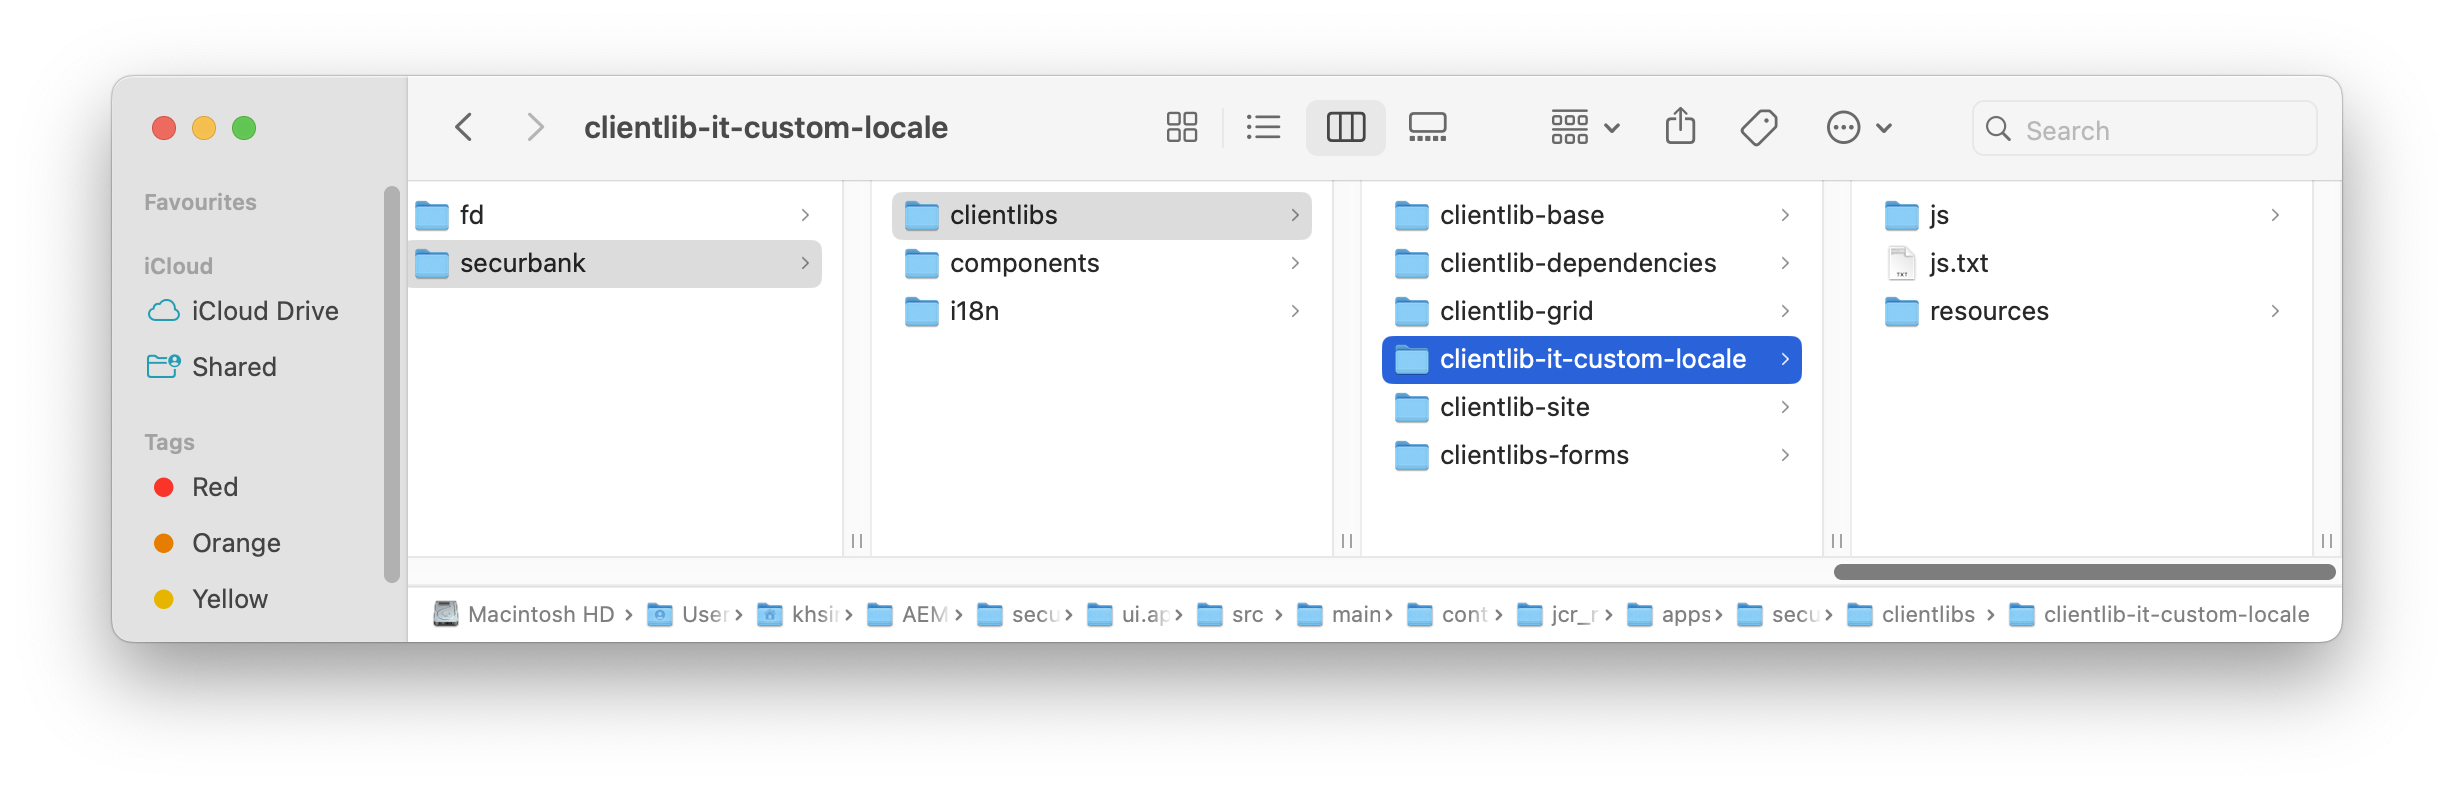 clientlib-it-custom-locale
Search
Favourites
iCloud
iCloud Drive
Shared
Tags
Red
Orange
Yellow
fd
securbank
clientlibs
components
i18n
clientlib-base
clientlib-dependencies
clientlib-grid
clientlib-it-custom-locale
clientlib-site
clientlibs-forms
js
js.txt
resources
Macintosh HD › User › khsir › AEM › secu › ui.ap › src › main › cont › jcr_r › apps › secu › clientlibs › clientlib-it-custom-locale